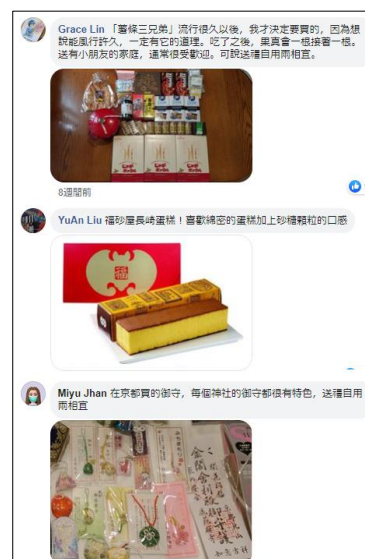 Grace Lin 「薯條三兄弟」流行很久以後，我才決定要買的，因為想
說能風行許久，一定有它的道理。吃了之後，果真會一根接著一根。
送有小朋友的家庭，通常很受歡迎。可說送禮自用兩相宜。
8週間前
YuAn Liu 福砂屋長崎蛋糕！喜歡綿密的蛋糕加上砂糖顆粒的口感
福
Miyu Jhan 在京都買的御守，每個神社的御守都很有特色，送禮自用
兩相宜